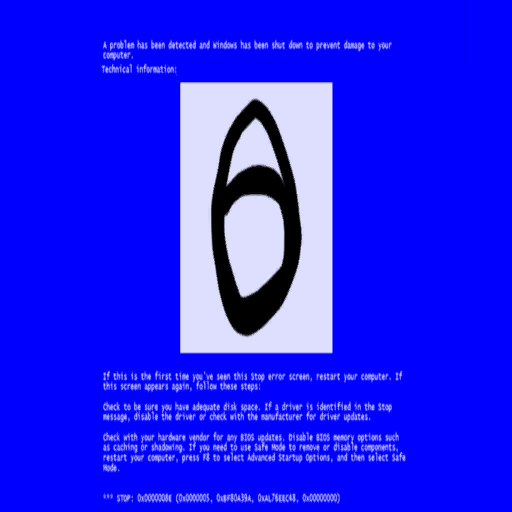 A problem has been detected and Windows has been shut down to prevent damage to your
computer.
Technical information:
If this is the first time you've seen this Stop error screen, restart your computer. If
this screen appears again, follow these steps:
Check to be sure you have adequate disk space. If a driver is identified in the Stop
message, disable the driver or check with the manufacturer for driver updates.
Check with your hardware vendor for any BIOS updates. Disable BIOS memory options such
as caching or shadowing. If you need to use Safe Mode to remove or disable components,
restart your computer, press F8 to select Advanced Startup Options, and then select Safe
Mode.
*** STOP: 0x0000008E (0x0000005, 0xBF80A39A, 0xAL76EEC48, 0x00000000)